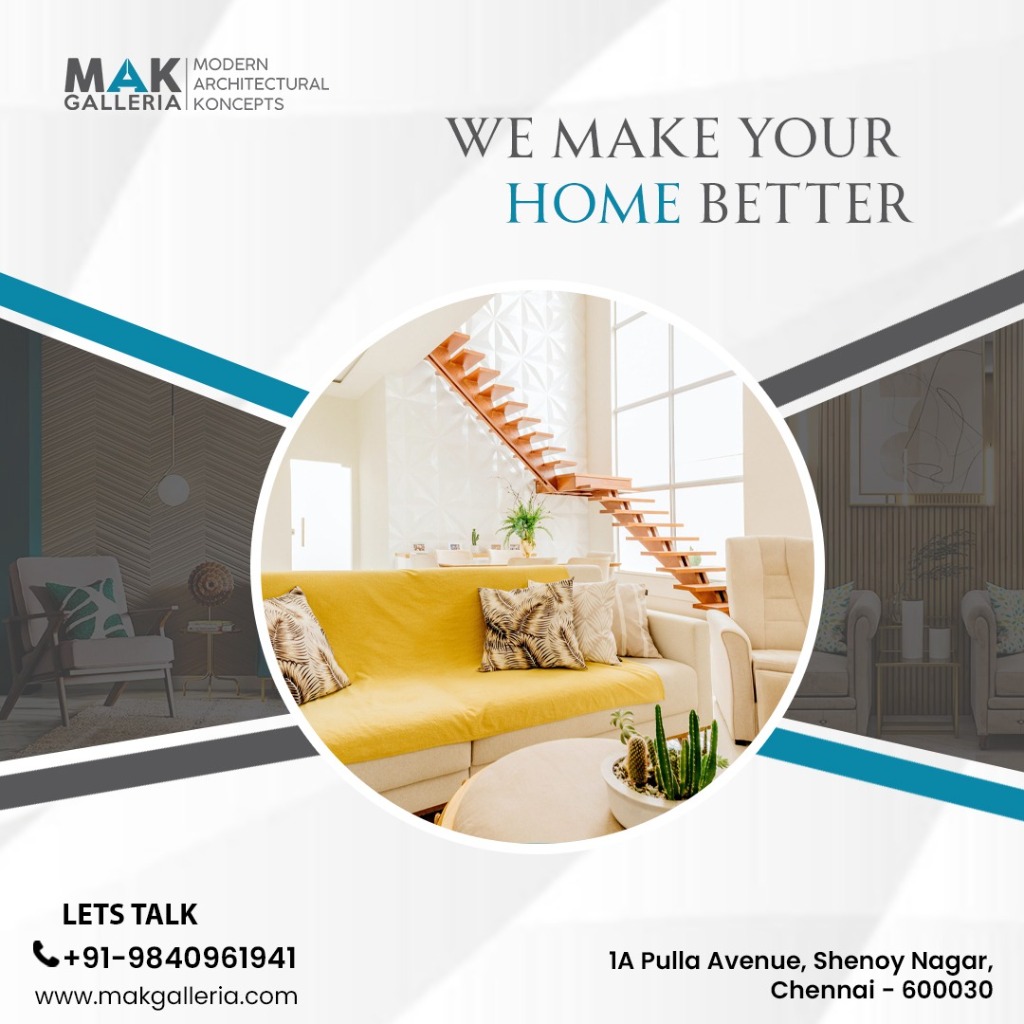 MAK
GALLERIA
MODERN
ARCHITECTURAL
KONCEPTS
WE MAKE YOUR
HOME BETTER
LETS TALK
+91-9840961941
www.makgalleria.com
1A Pulla Avenue, Shenoy Nagar,
Chennai - 600030